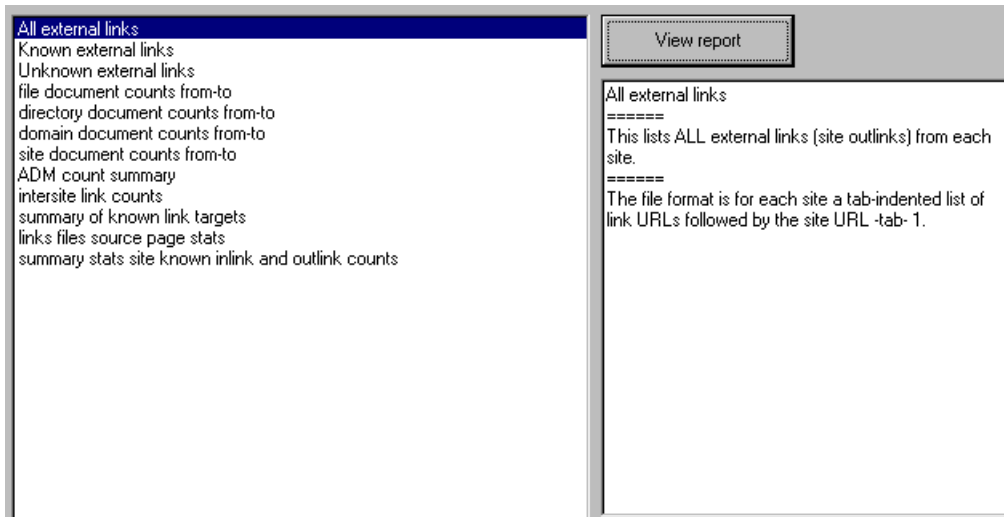 All external links
Known external links
Unknown external links
file document counts from-to
directory document counts from-to
domain document counts from-to
site document counts from-to
ADM count summary
intersite link counts
summary of known link targets
links files source page stats
summary stats site known inlink and outlink counts
View report
All external links
======
This lists ALL external links (site outlinks) from each
site.
======
The file format is for each site a tab-indented list of
link URLs followed by the site URL -tab- 1.